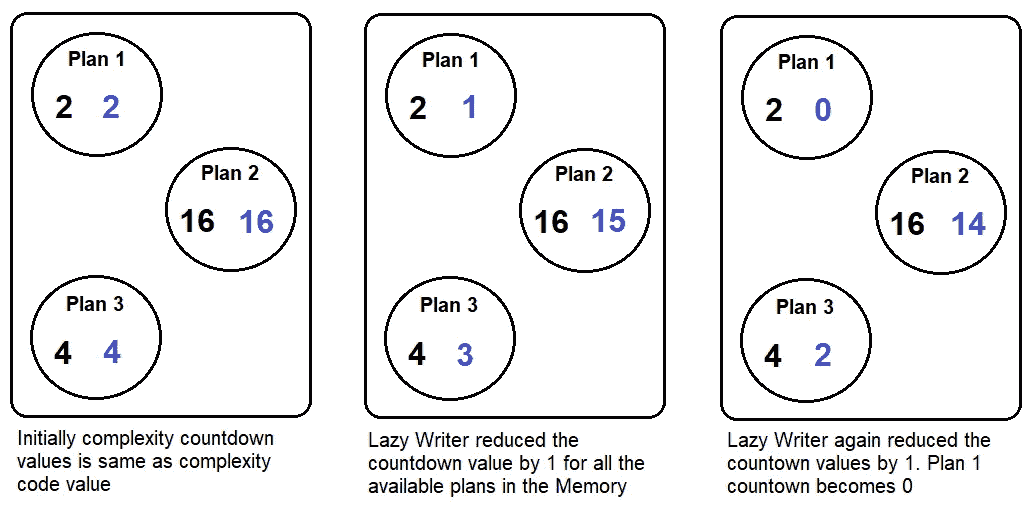 Plan 1
2 2
Plan 2
16 16
Plan 3
4 4
Initially complexity countdown
values is same as complexity
code value
Plan 1
2 1
Plan 2
16 15
Plan 3
4 3
Lazy Writer reduced the
countdown value by 1 for all the
available plans in the Memory
Plan 1
2 0
Plan 2
16 14
Plan 3
4 2
Lazy Writer again reduced the
countown values by 1. Plan 1
countown becomes 0